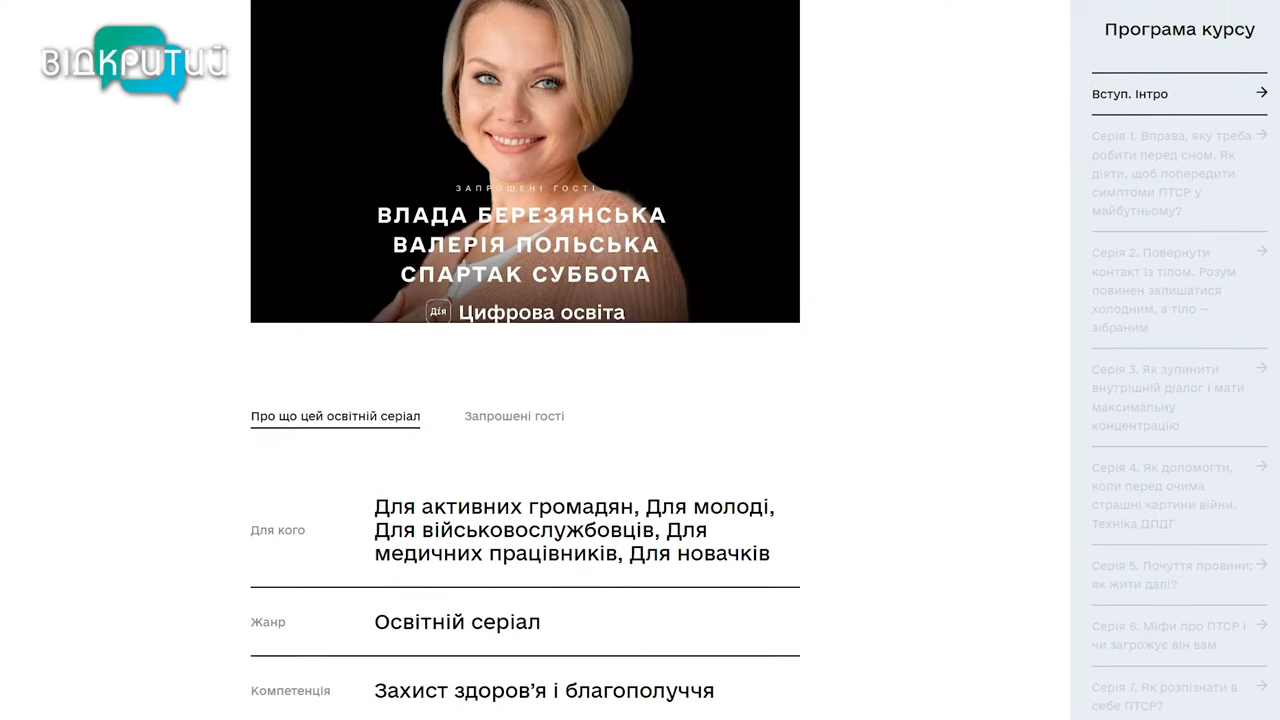 ВІДКРИТИЙ
ЗАПРОШЕНІ ГОСТІ
ВЛАДА БЕРЕЗЯНСЬКА
ВАЛЕРІЯ ПОЛЬСЬКА
СПАРТАК СУББОТА
Дія Цифрова освіта
Про що цей освітній серіал
Запрошені гості
Для кого
Для активних громадян, Для молоді,
Для військовослужбовців, Для
медичних працівників, Для новачків
Жанр
Освітній серіал
Компетенція
Захист здоров’я і благополуччя
Програма курсу
Вступ. Інтро
Серія 1. Вправа, яку треба
робити перед сном. Як
діяти, щоб попередити
симптоми ПТСР у
майбутньому?
Серія 2. Повернути
контакт із тілом. Розум
повинен залишатися
холодним, а тіло —
зібраним
Серія 3. Як зупинити
внутрішній діалог і мати
максимальну
концентрацію
Серія 4. Як допомогти,
коли перед очима
страшні картини війни.
Техніка ДПДГ
Серія 5. Почуття провини:
як жити далі?
Серія 6. Міфи про ПТСР і
чи загрожує він вам
Серія 7. Як розпізнати в
себе ПТСР?